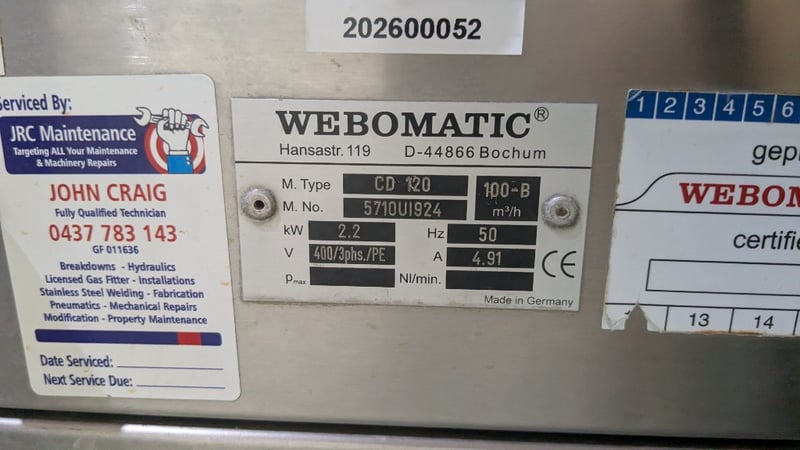 202600052
Serviced By:
JRC Maintenance
Targeting ALL Your Maintenance
& Machinery Repairs
JOHN CRAIG
Fully Qualified Technician
0437 783 143
GF 011636
Breakdowns - Hydraulics
Licensed Gas Fitter - Installations
Stainless Steel Welding - Fabrication
Pneumatics - Mechanical Repairs
Modification - Property Maintenance
Date Serviced:
Next Service Due:
WEBOMATIC®
Hansastr. 119 D-44866 Bochum
M. Type CD 120 100-B
M. No. 5710UI924 m³/h
kW 2.2 Hz 50
V 400/3phs./PE A 4.91
Pmax Nl/min.
CE
Made in Germany
1 2 3 4 5 6
gepr
WEBOM
certifie
13 14